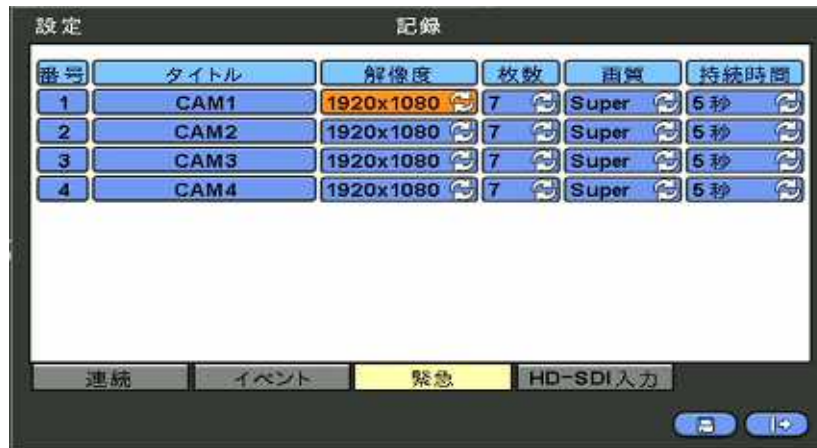 設定 記録
番号 タイトル 解像度 枚数 画質 持続時間
1 CAM1 1920x1080 7 Super 5 秒
2 CAM2 1920x1080 7 Super 5 秒
3 CAM3 1920x1080 7 Super 5 秒
4 CAM4 1920x1080 7 Super 5 秒
連続 イベント 緊急 HD-SDI入力